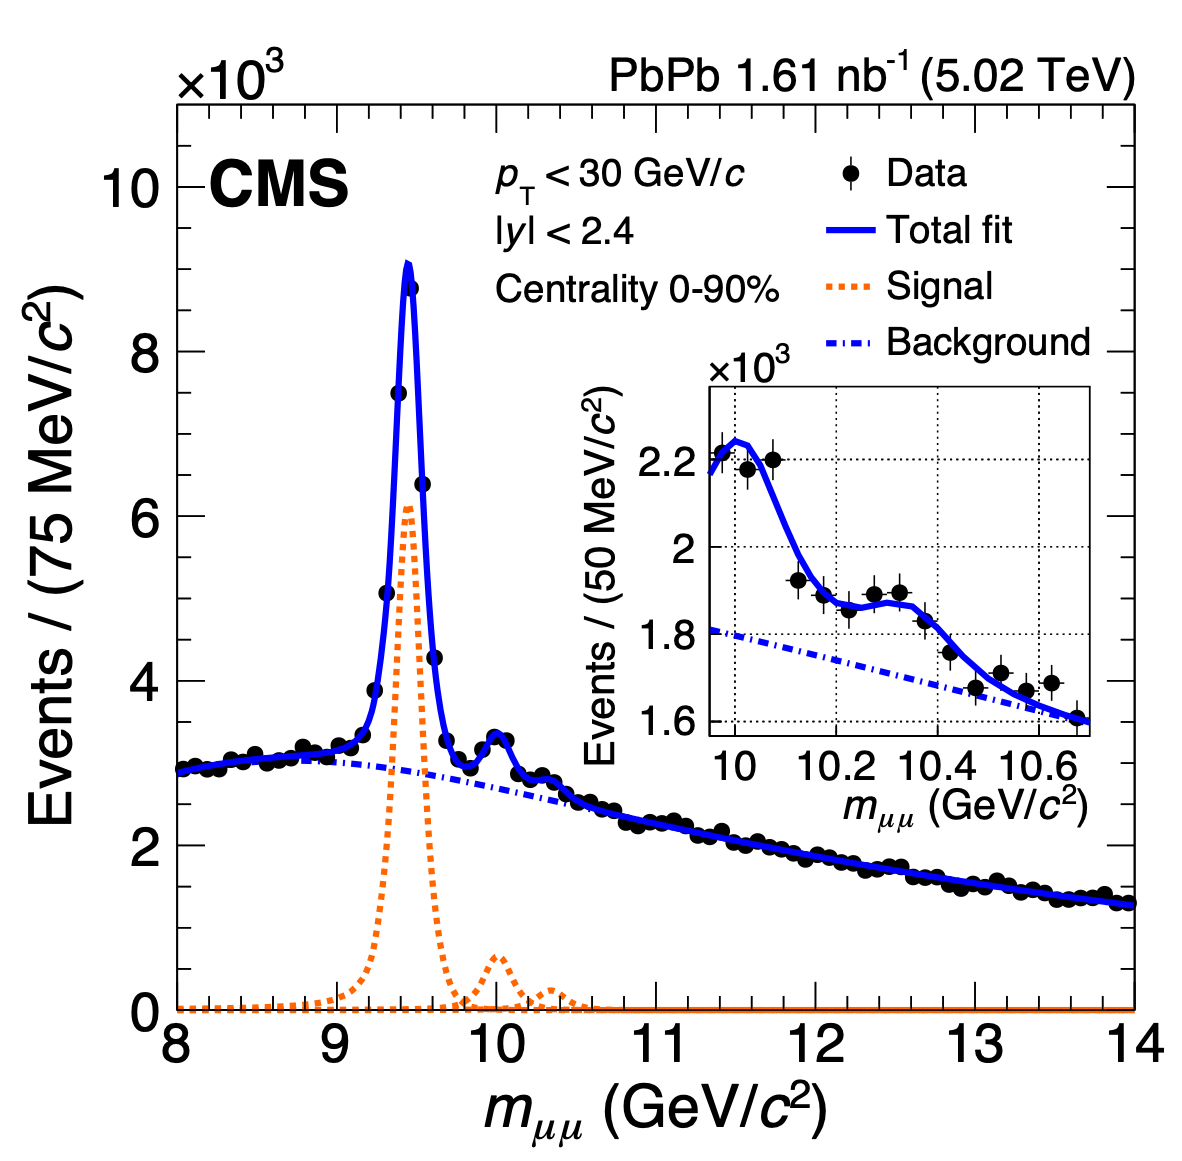 ×10³
PbPb 1.61 nb⁻¹ (5.02 TeV)
CMS
p_T < 30 GeV/c
|y| < 2.4
Centrality 0-90%
Data
Total fit
Signal
Background
Events / (75 MeV/c²)
10
8
6
4
2
0
8
9
10
11
12
13
14
m_μμ (GeV/c²)
×10³
Events / (50 MeV/c²)
2.2
2
1.8
1.6
10
10.2
10.4
10.6
m_μμ (GeV/c²)